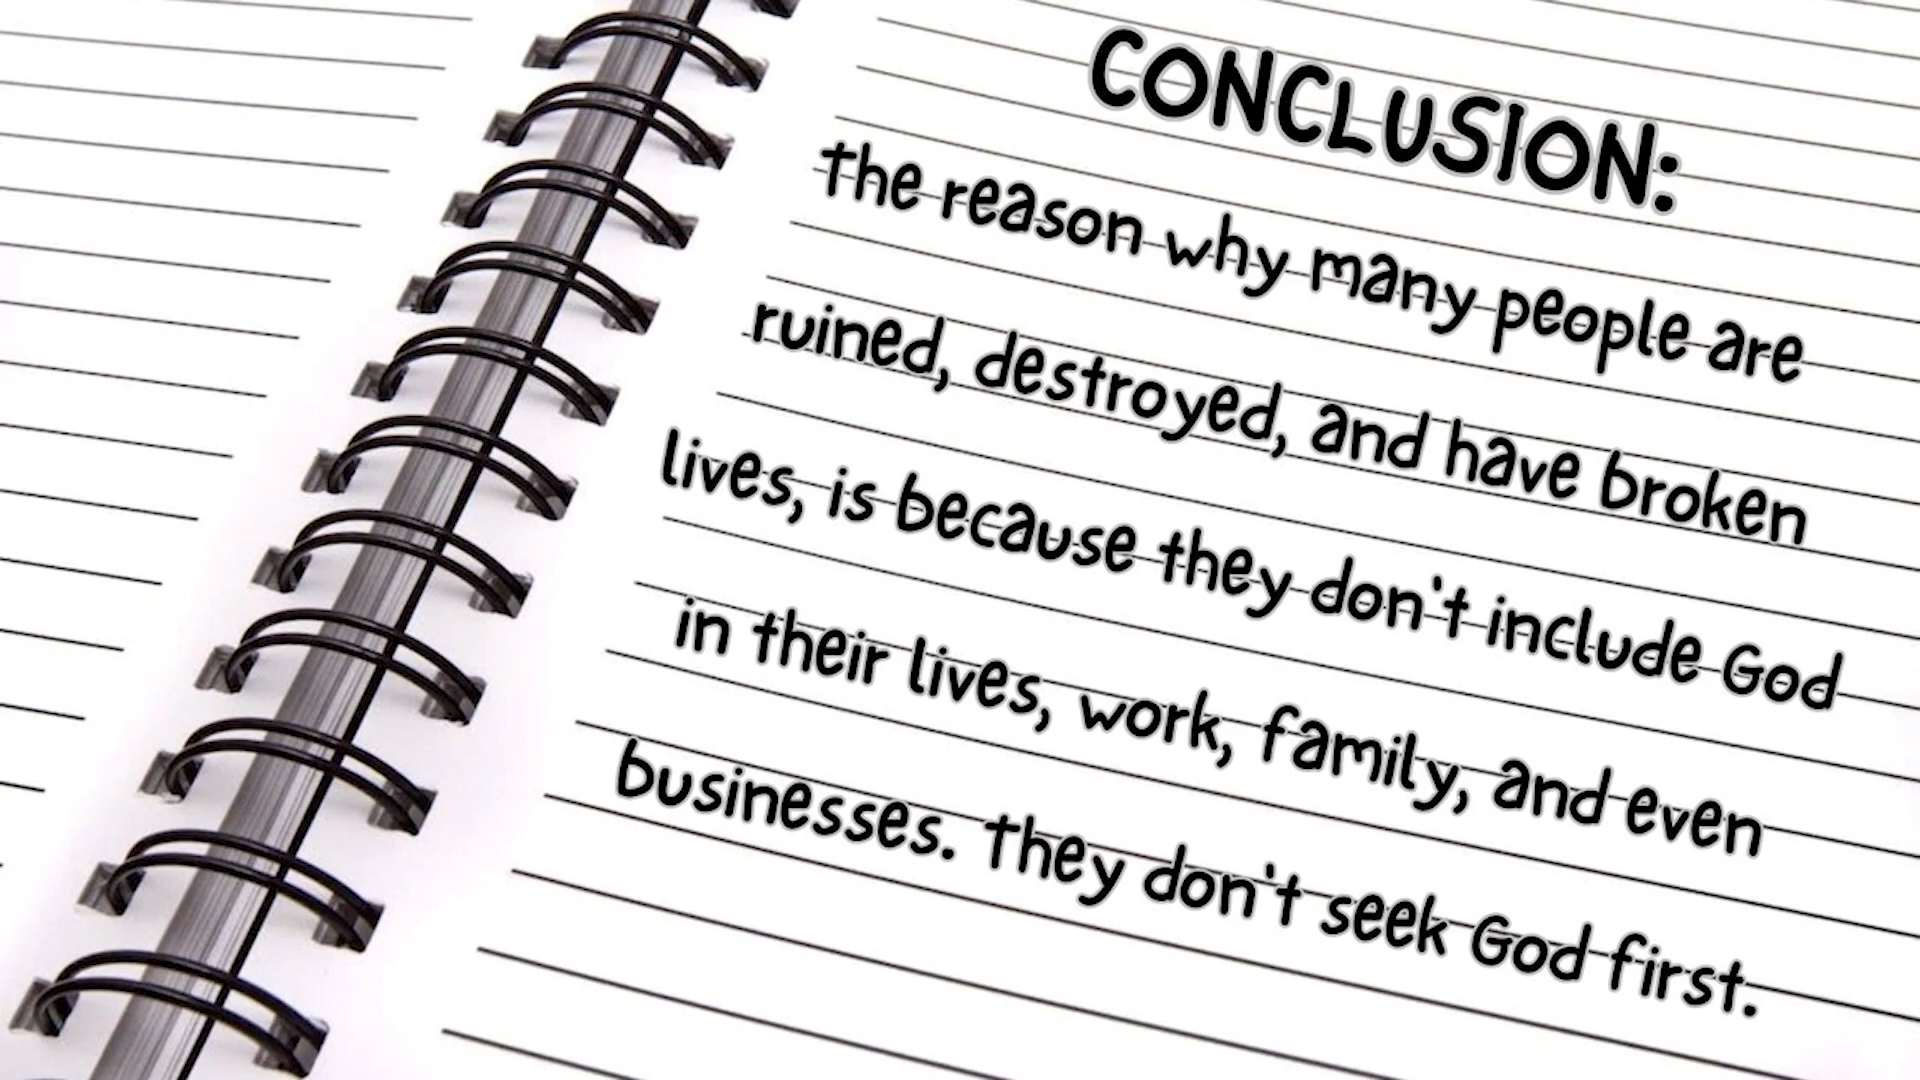 CONCLUSION:
The reason why many people are
ruined, destroyed, and have broken
lives, is because they don't include God
in their lives, work, family, and even
businesses. They don't seek God first.